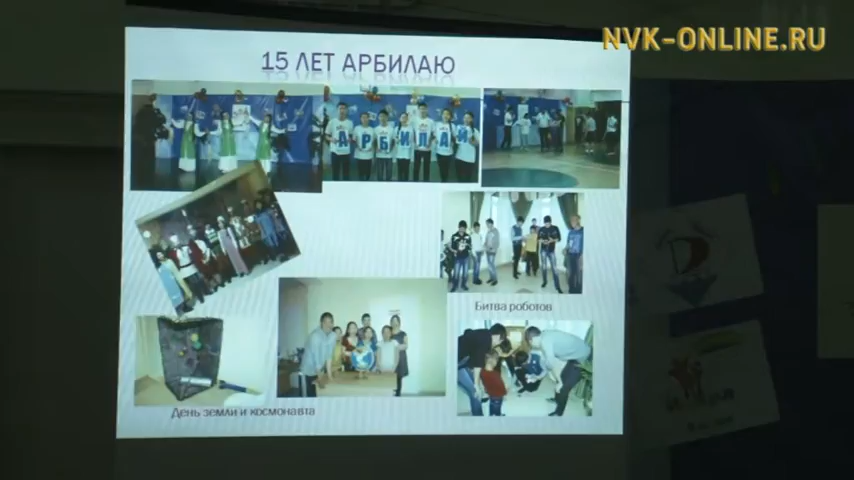 NVK-ONLINE.RU
15 ЛЕТ АРБИЛАЮ
АРБИЛАЙ
Битва роботов
День земли и космонавта